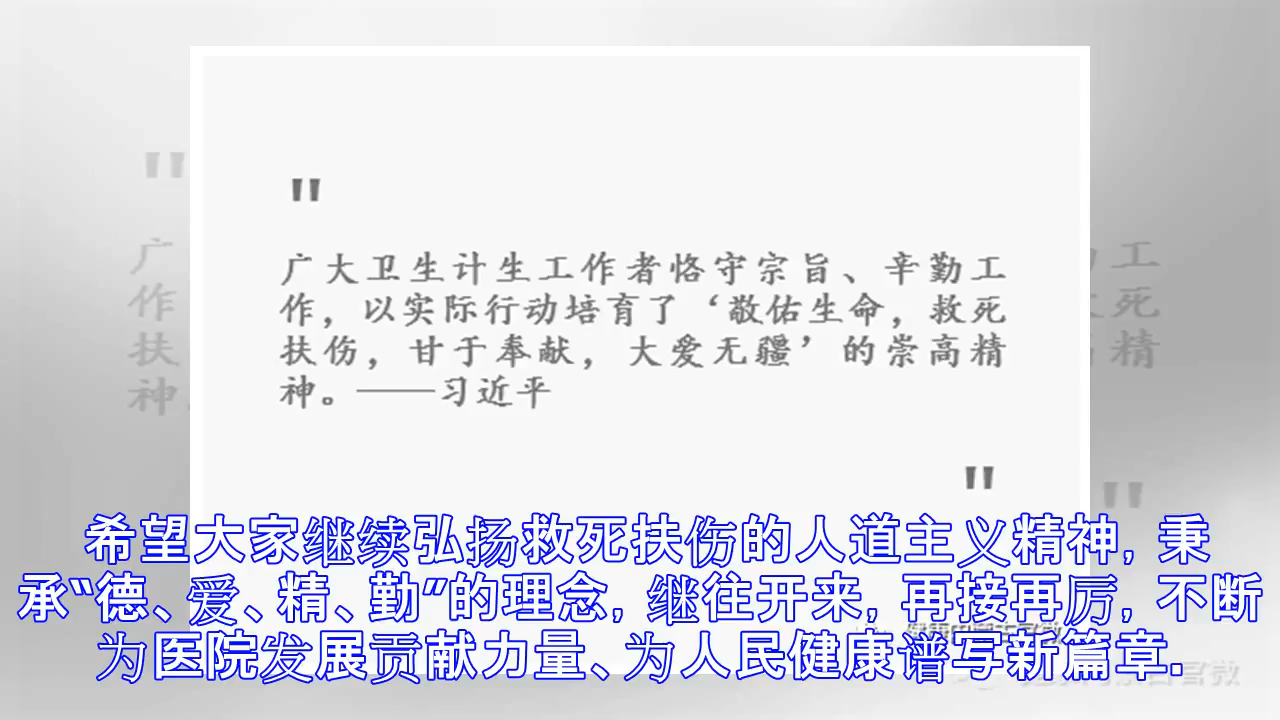 "
广大卫生计生工作者恪守宗旨、辛勤工
作，以实际行动培育了‘敬佑生命，救死
扶伤，甘于奉献，大爱无疆’的崇高精
神。——习近平
"
希望大家继续弘扬救死扶伤的人道主义精神，秉
承“德、爱、精、勤”的理念，继往开来，再接再厉，不断
为医院发展贡献力量、为人民健康谱写新篇章.